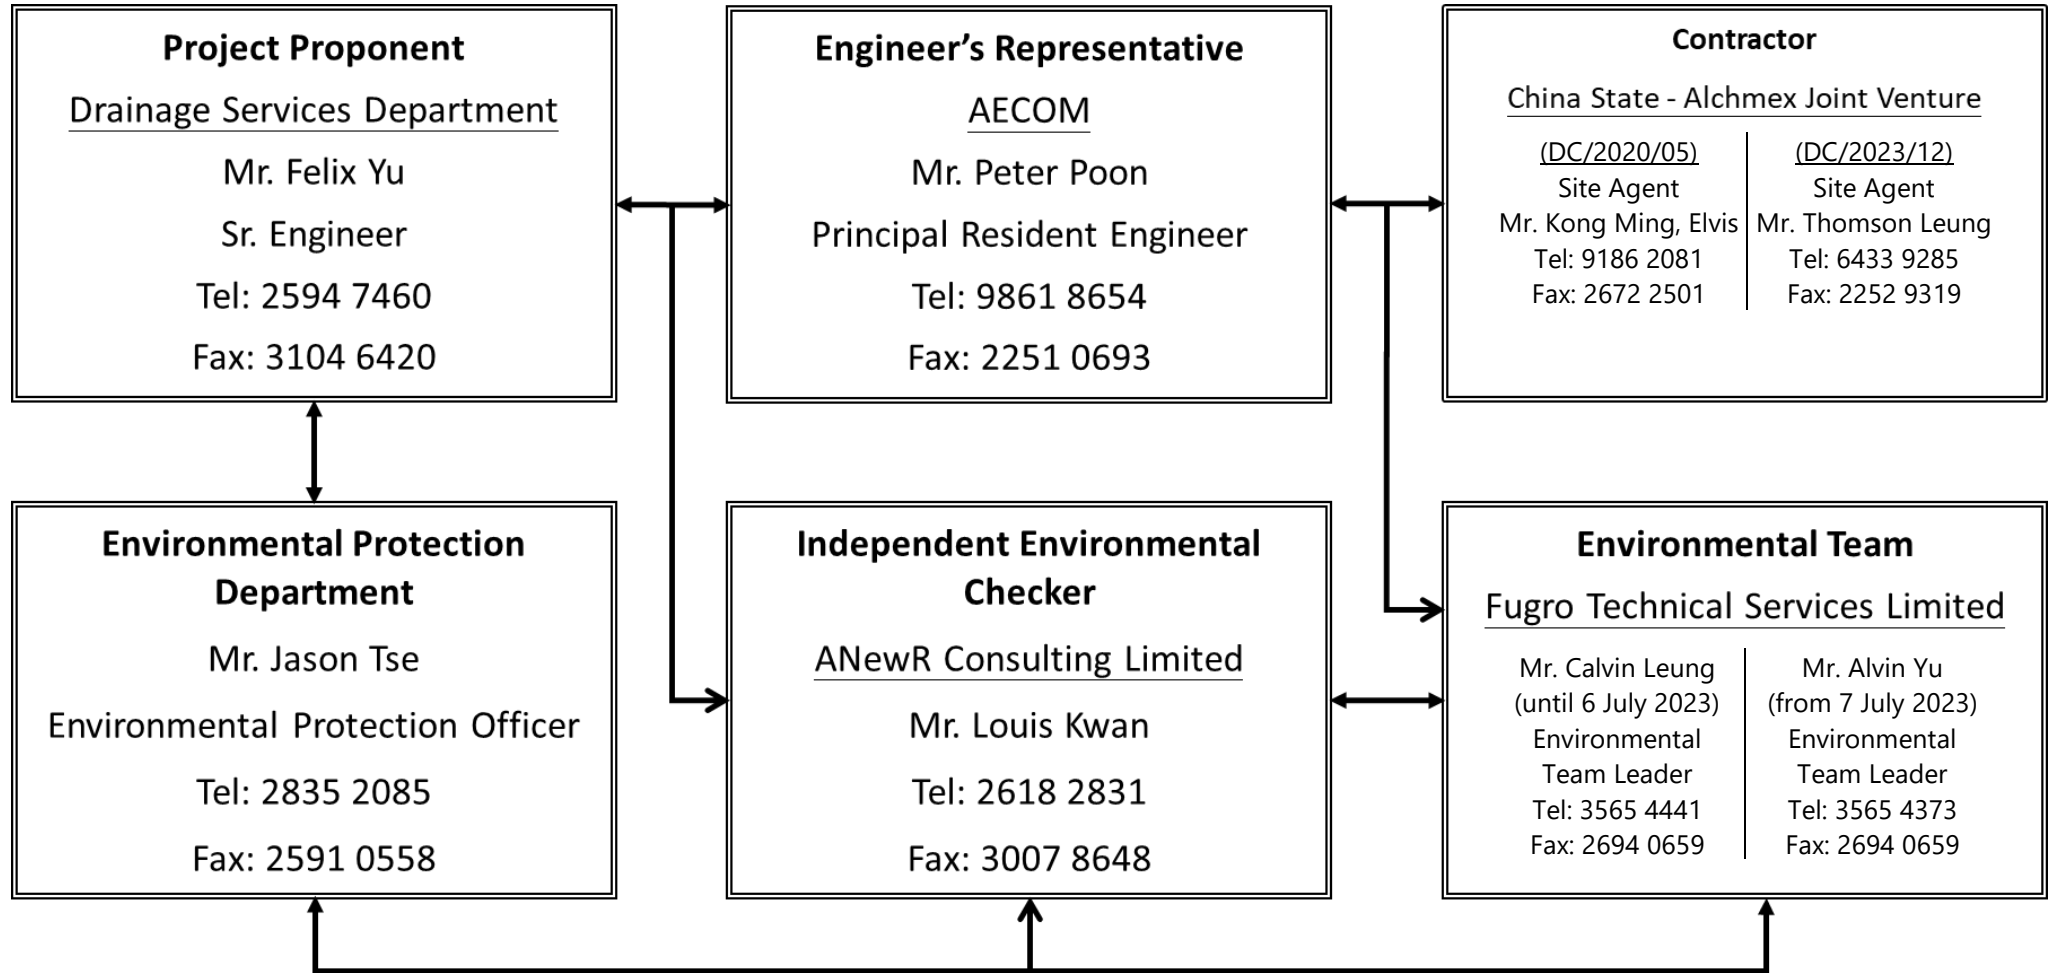 Project Proponent
Drainage Services Department
Mr. Felix Yu
Sr. Engineer
Tel: 2594 7460
Fax: 3104 6420
Engineer's Representative
AECOM
Mr. Peter Poon
Principal Resident Engineer
Tel: 9861 8654
Fax: 2251 0693
Contractor
China State - Alchmex Joint Venture
(DC/2020/05)
Site Agent
Mr. Kong Ming, Elvis
Tel: 9186 2081
Fax: 2672 2501
(DC/2023/12)
Site Agent
Mr. Thomson Leung
Tel: 6433 9285
Fax: 2252 9319
Environmental Protection
Department
Mr. Jason Tse
Environmental Protection Officer
Tel: 2835 2085
Fax: 2591 0558
Independent Environmental
Checker
ANewR Consulting Limited
Mr. Louis Kwan
Tel: 2618 2831
Fax: 3007 8648
Environmental Team
Fugro Technical Services Limited
Mr. Calvin Leung
(until 6 July 2023)
Environmental
Team Leader
Tel: 3565 4441
Fax: 2694 0659
Mr. Alvin Yu
(from 7 July 2023)
Environmental
Team Leader
Tel: 3565 4373
Fax: 2694 0659